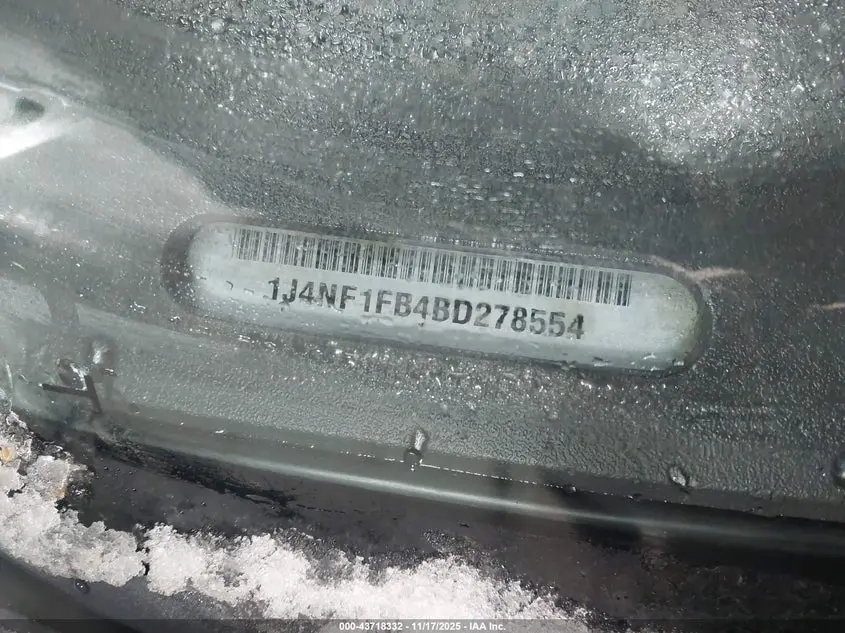 1J4NF1FB4BD278554
000-43718332 - 11/17/2025 - IAA Inc.